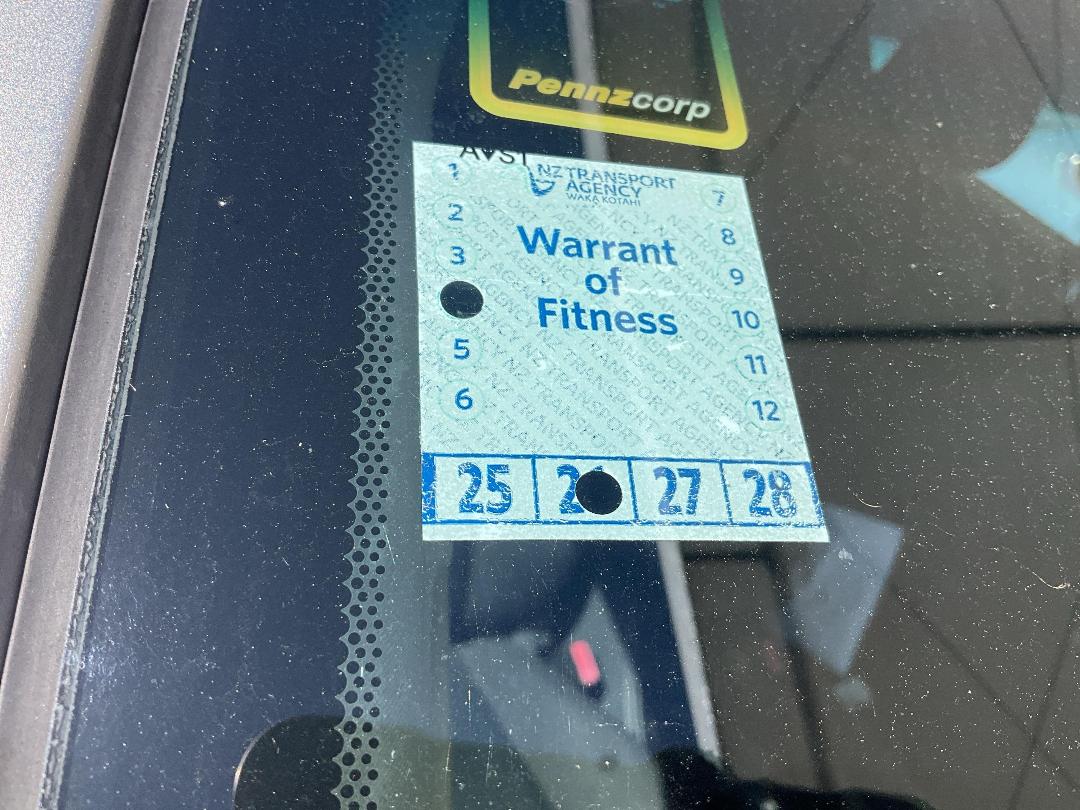 Pennzcorp
1
NZ TRANSPORT
AGENCY
WAKA KOTAHI
7
2
8
Warrant
of
Fitness
3
9
10
5
11
6
12
25 2 27 28